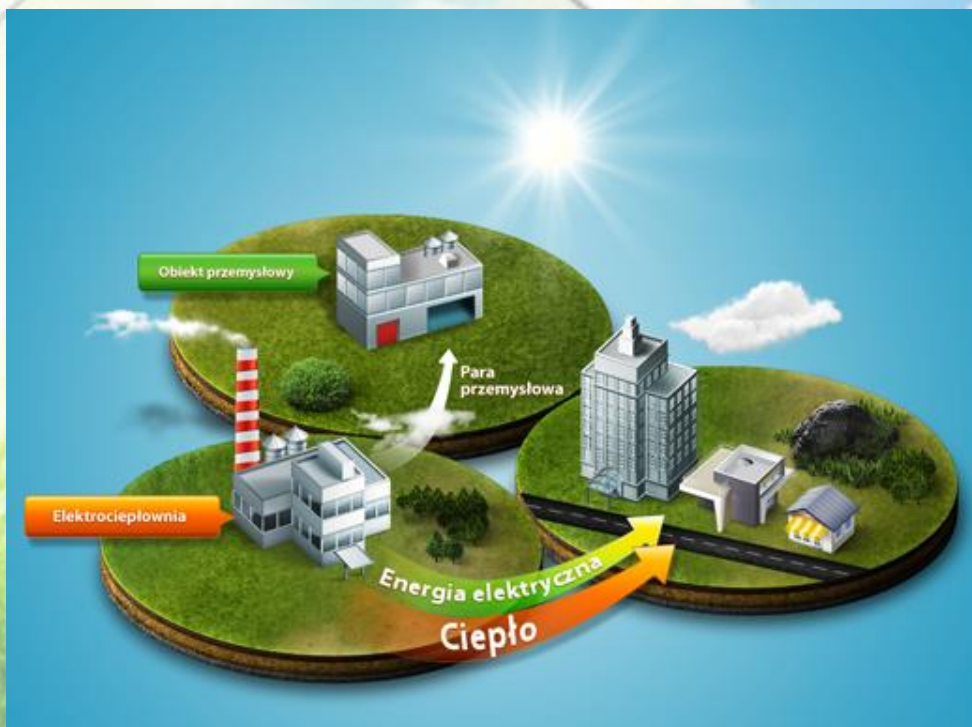 Obiekt przemysłowy
Para
przemysłowa
Elektrociepłownia
Energia elektryczna
Ciepło